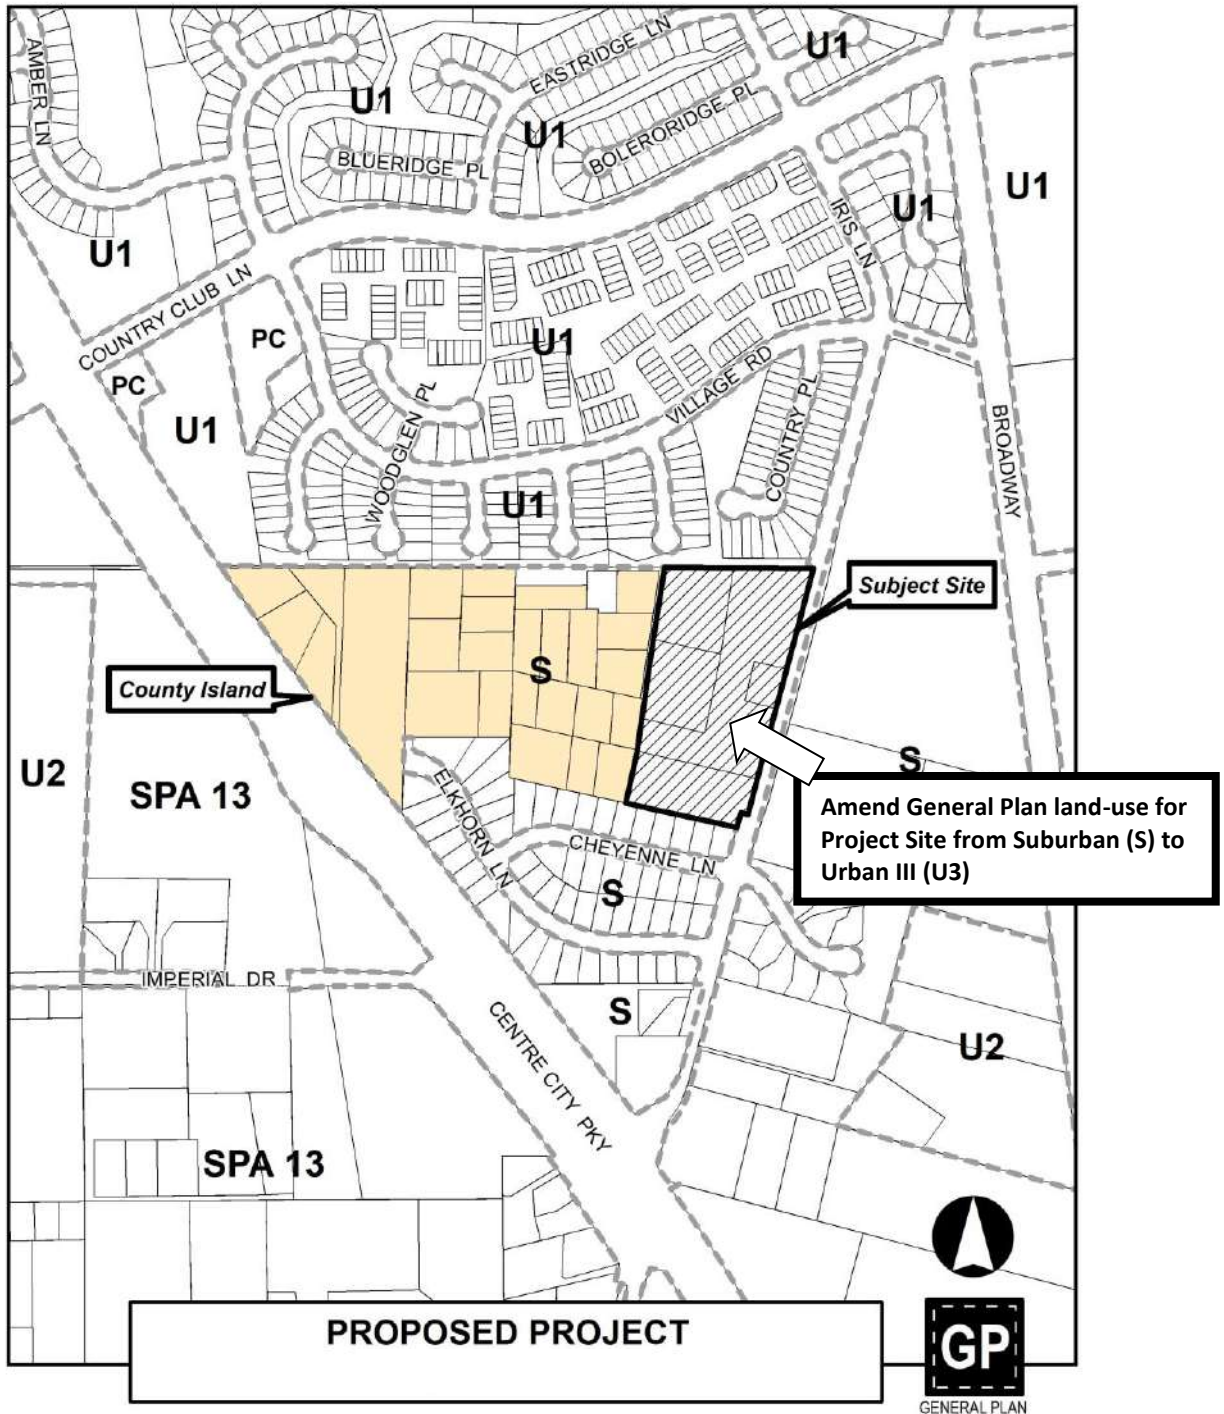 AMBER LN
EASTRIDGE LN
U1
U1
U1
BLUERIDGE PL
BOLERORIDGE PL
U1
U1
IRIS LN
U1
COUNTRY CLUB LN
PC
U1
PC
VILLAGE RD
U1
WOODGLEN PL
COUNTRY PL
BROADWAY
U1
Subject Site
County Island
S
S
U2
SPA 13
Amend General Plan land-use for
Project Site from Suburban (S) to
Urban III (U3)
ELKHORN LN
CHEYENNE LN
S
IMPERIAL DR
S
CENTRE CITY PKY
U2
SPA 13
PROPOSED PROJECT
GP
GENERAL PLAN